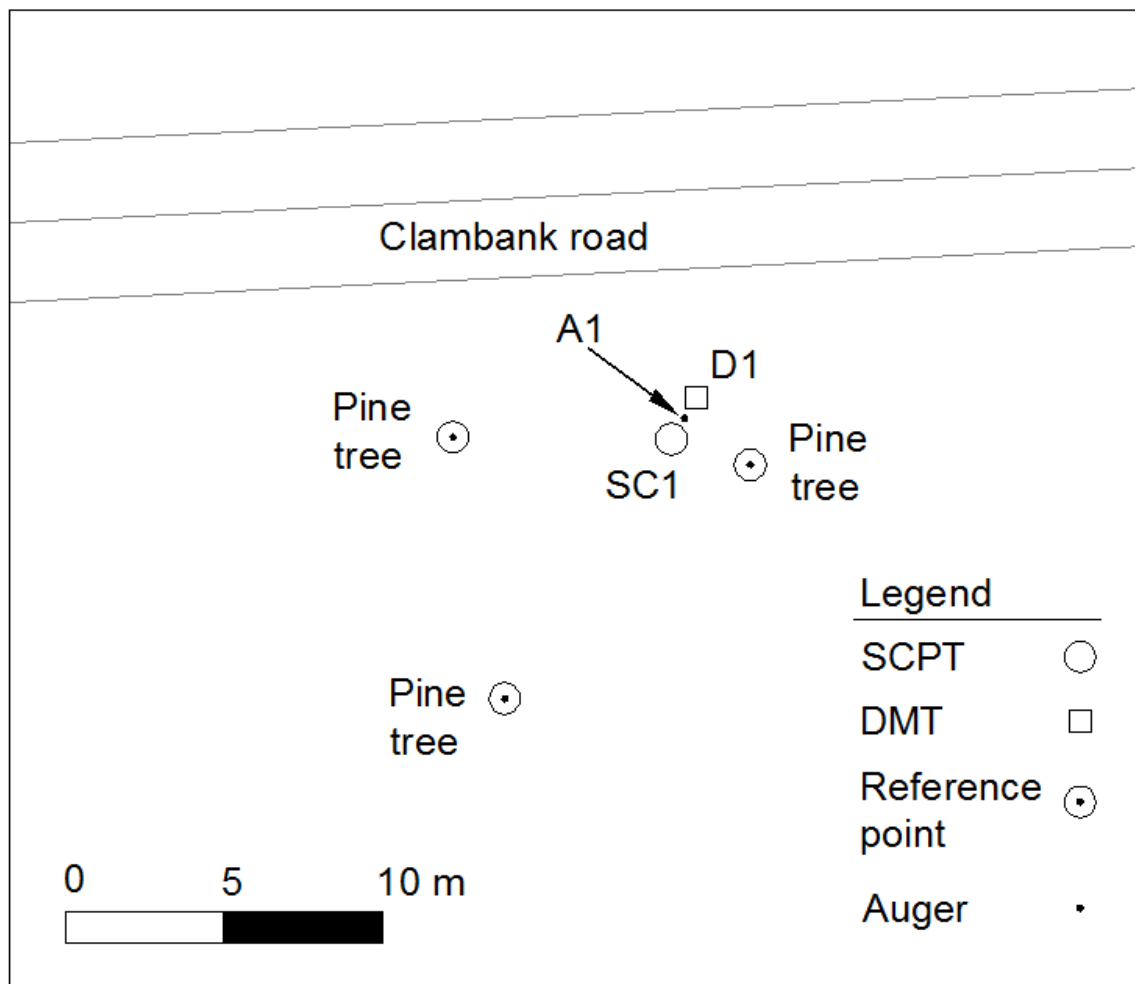 Clambank road
A1
D1
Pine
tree
Pine
tree
SC1
Pine
tree
Legend
SCPT
DMT
Reference
point
Auger
0 5 10 m